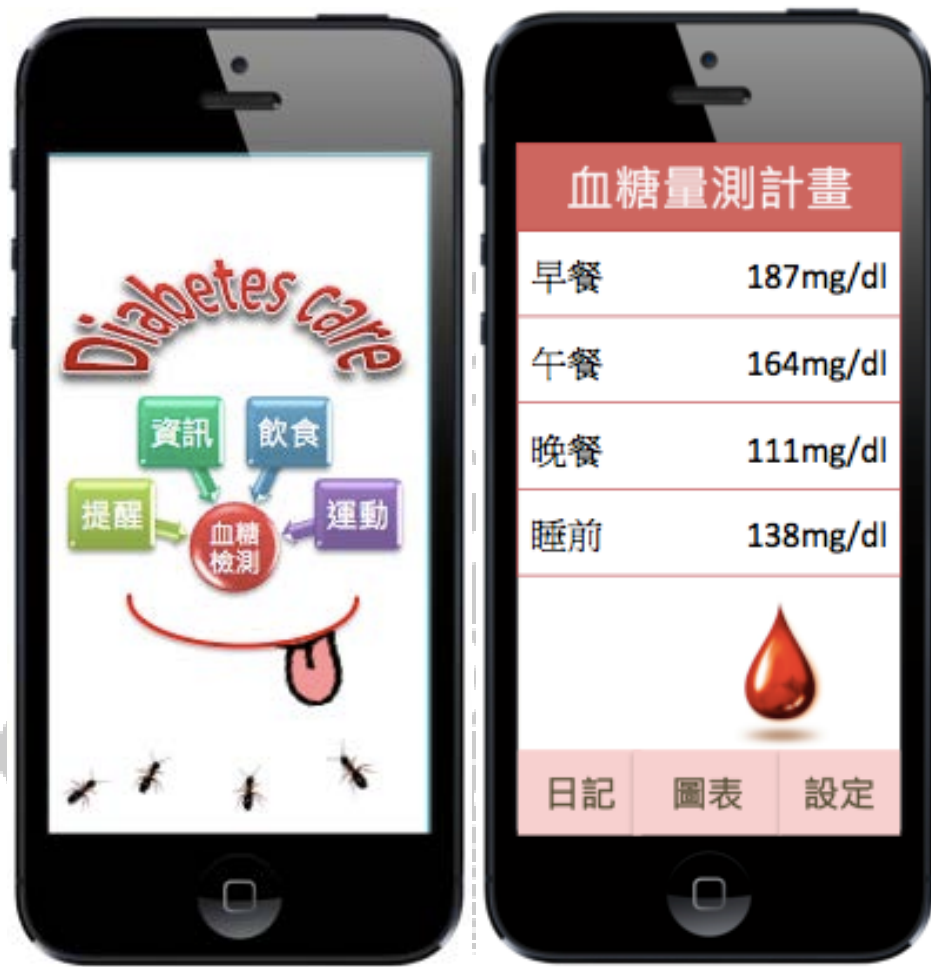 Diabetes care
資訊
飲食
提醒
運動
血糖
檢測
血糖量測計畫
早餐 187mg/dl
午餐 164mg/dl
晚餐 111mg/dl
睡前 138mg/dl
日記 圖表 設定